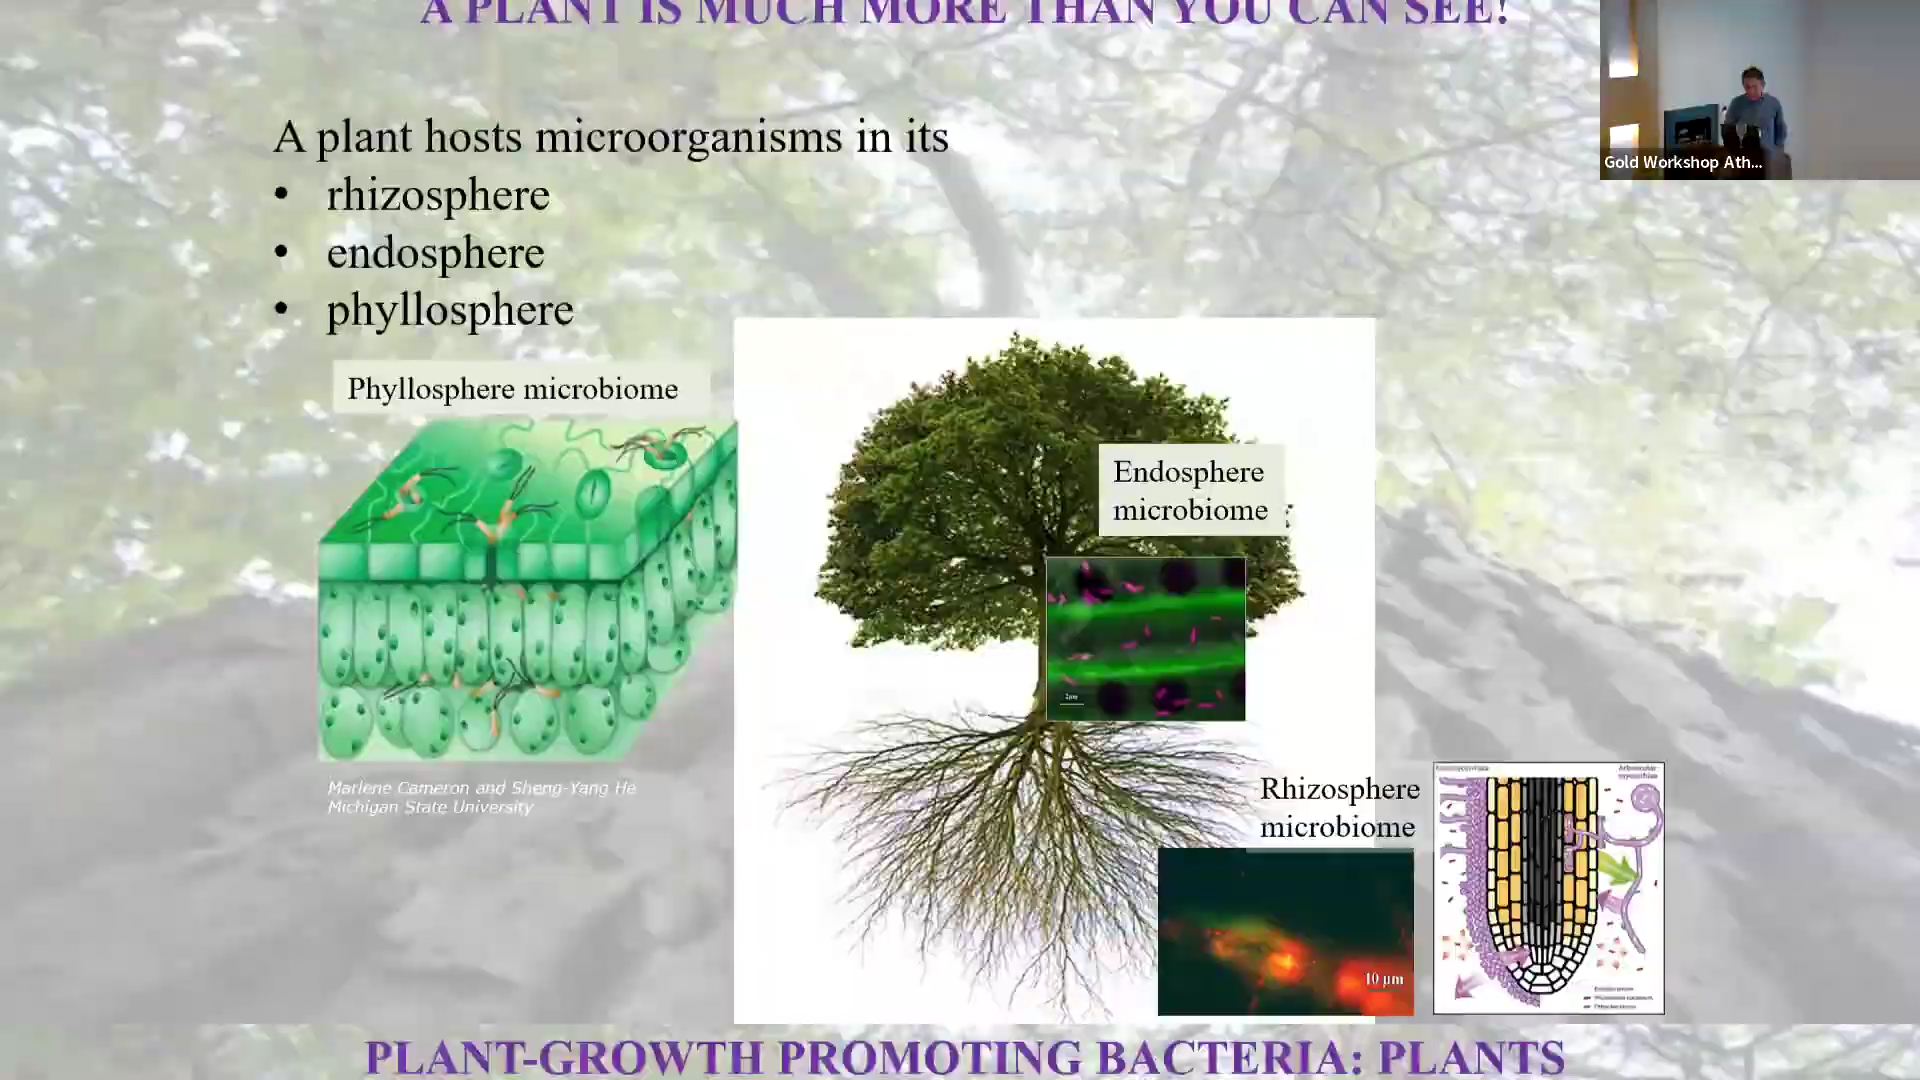 A PLANT IS MUCH MORE THAN YOU CAN SEE!
Gold Workshop Ath...
A plant hosts microorganisms in its
• rhizosphere
• endosphere
• phyllosphere
Phyllosphere microbiome
Endosphere
microbiome
2μm
Marlene Cameron and Sheng-Yang He
Michigan State University
Rhizosphere
microbiome
10 μm
Arbuscular
PLANT-GROWTH PROMOTING BACTERIA: PLANTS